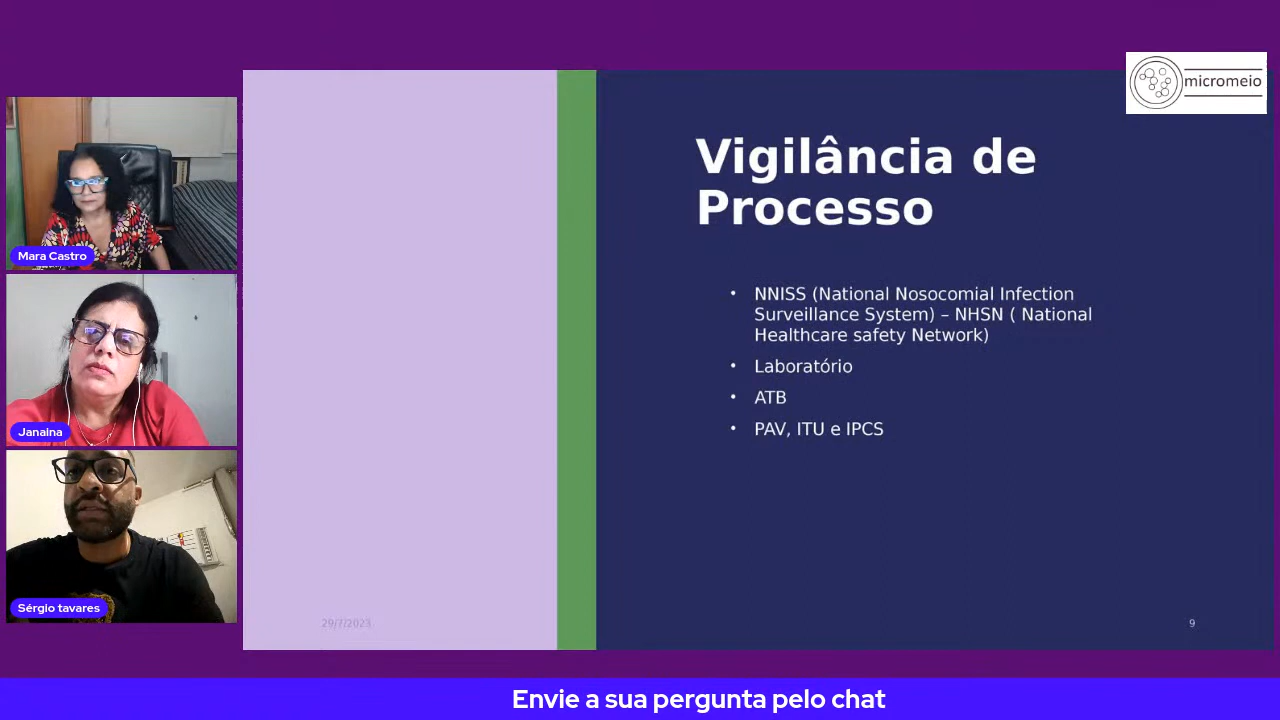 micromeio
Vigilância de
Processo
• NNISS (National Nosocomial Infection
Surveillance System) – NHSN ( National
Healthcare safety Network)
• Laboratório
• ATB
• PAV, ITU e IPCS
29/7/2023
9
Mara Castro
Janaina
Sérgio tavares
Envie a sua pergunta pelo chat